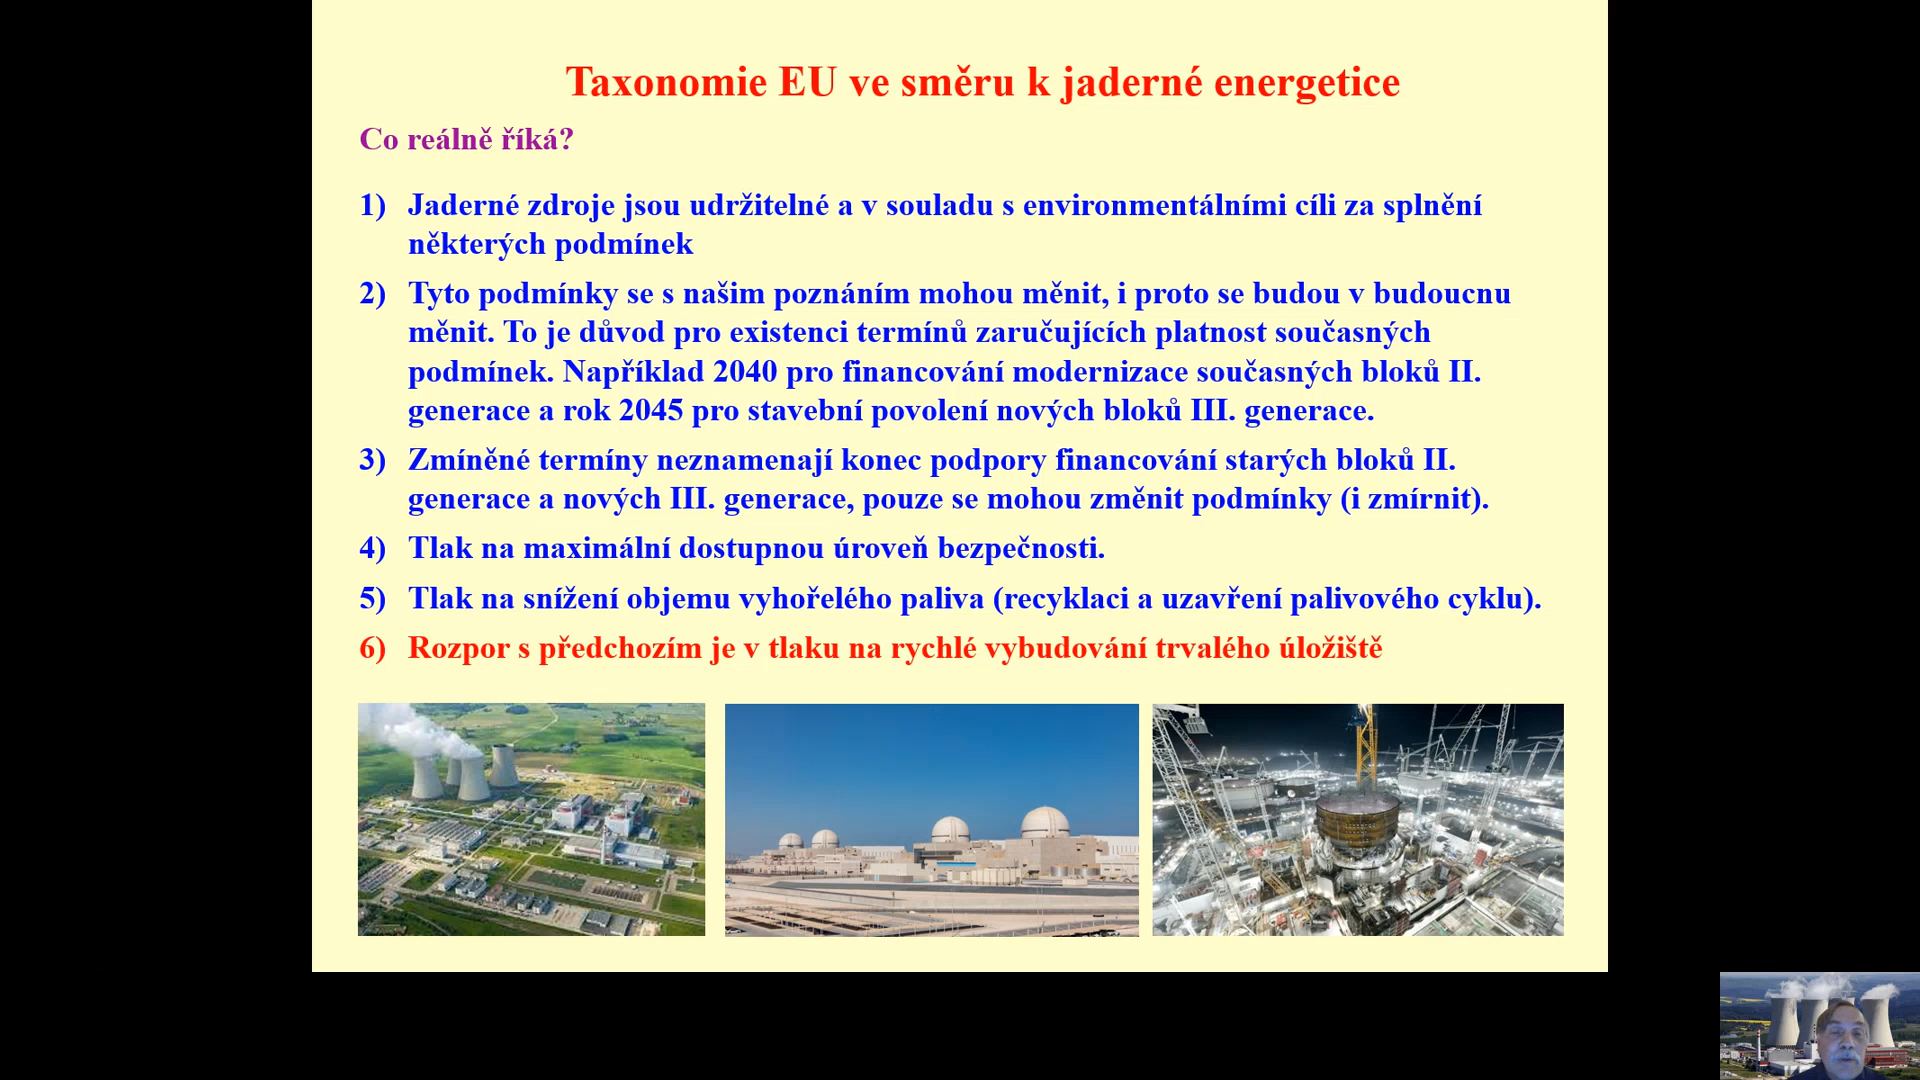 Taxonomie EU ve směru k jaderné energetice
Co reálně říká?
1) Jaderné zdroje jsou udržitelné a v souladu s environmentálními cíli za splnění
některých podmínek
2) Tyto podmínky se s našim poznáním mohou měnit, i proto se budou v budoucnu
měnit. To je důvod pro existenci termínů zaručujících platnost současných
podmínek. Například 2040 pro financování modernizace současných bloků II.
generace a rok 2045 pro stavební povolení nových bloků III. generace.
3) Zmíněné termíny neznamenají konec podpory financování starých bloků II.
generace a nových III. generace, pouze se mohou změnit podmínky (i zmírnit).
4) Tlak na maximální dostupnou úroveň bezpečnosti.
5) Tlak na snížení objemu vyhořelého paliva (recyklaci a uzavření palivového cyklu).
6) Rozpor s předchozím je v tlaku na rychlé vybudování trvalého úložiště